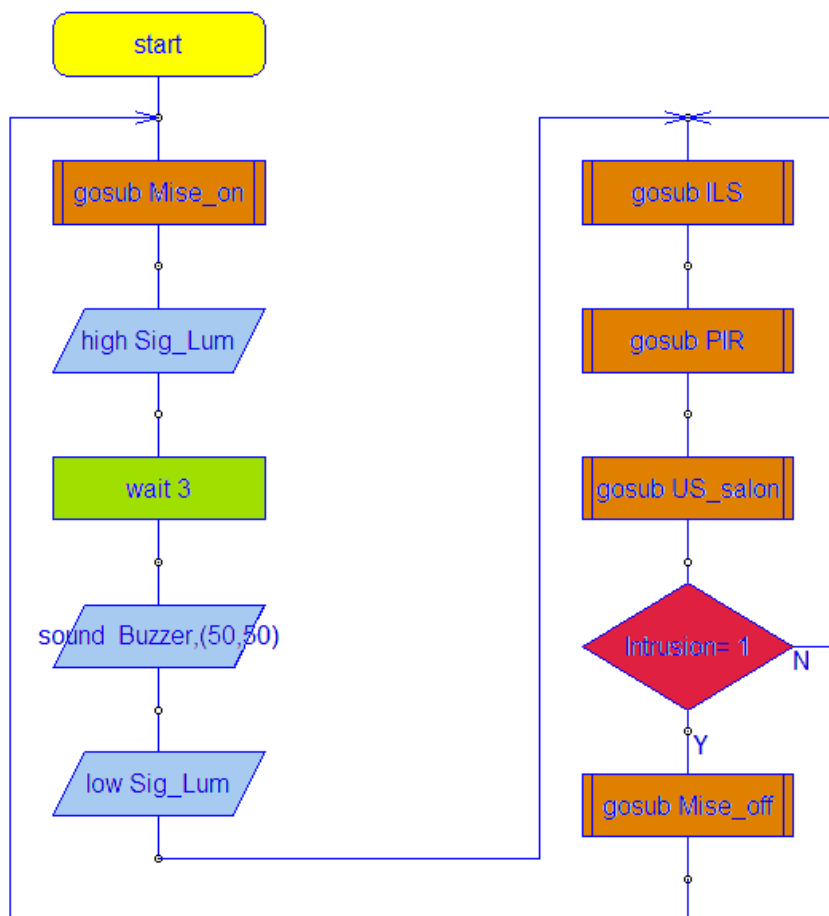 start
gosub Mise_on
high Sig_Lum
wait 3
sound Buzzer,(50,50)
low Sig_Lum
gosub ILS
gosub PIR
gosub US_salon
Intrusion= 1
N
Y
gosub Mise_off